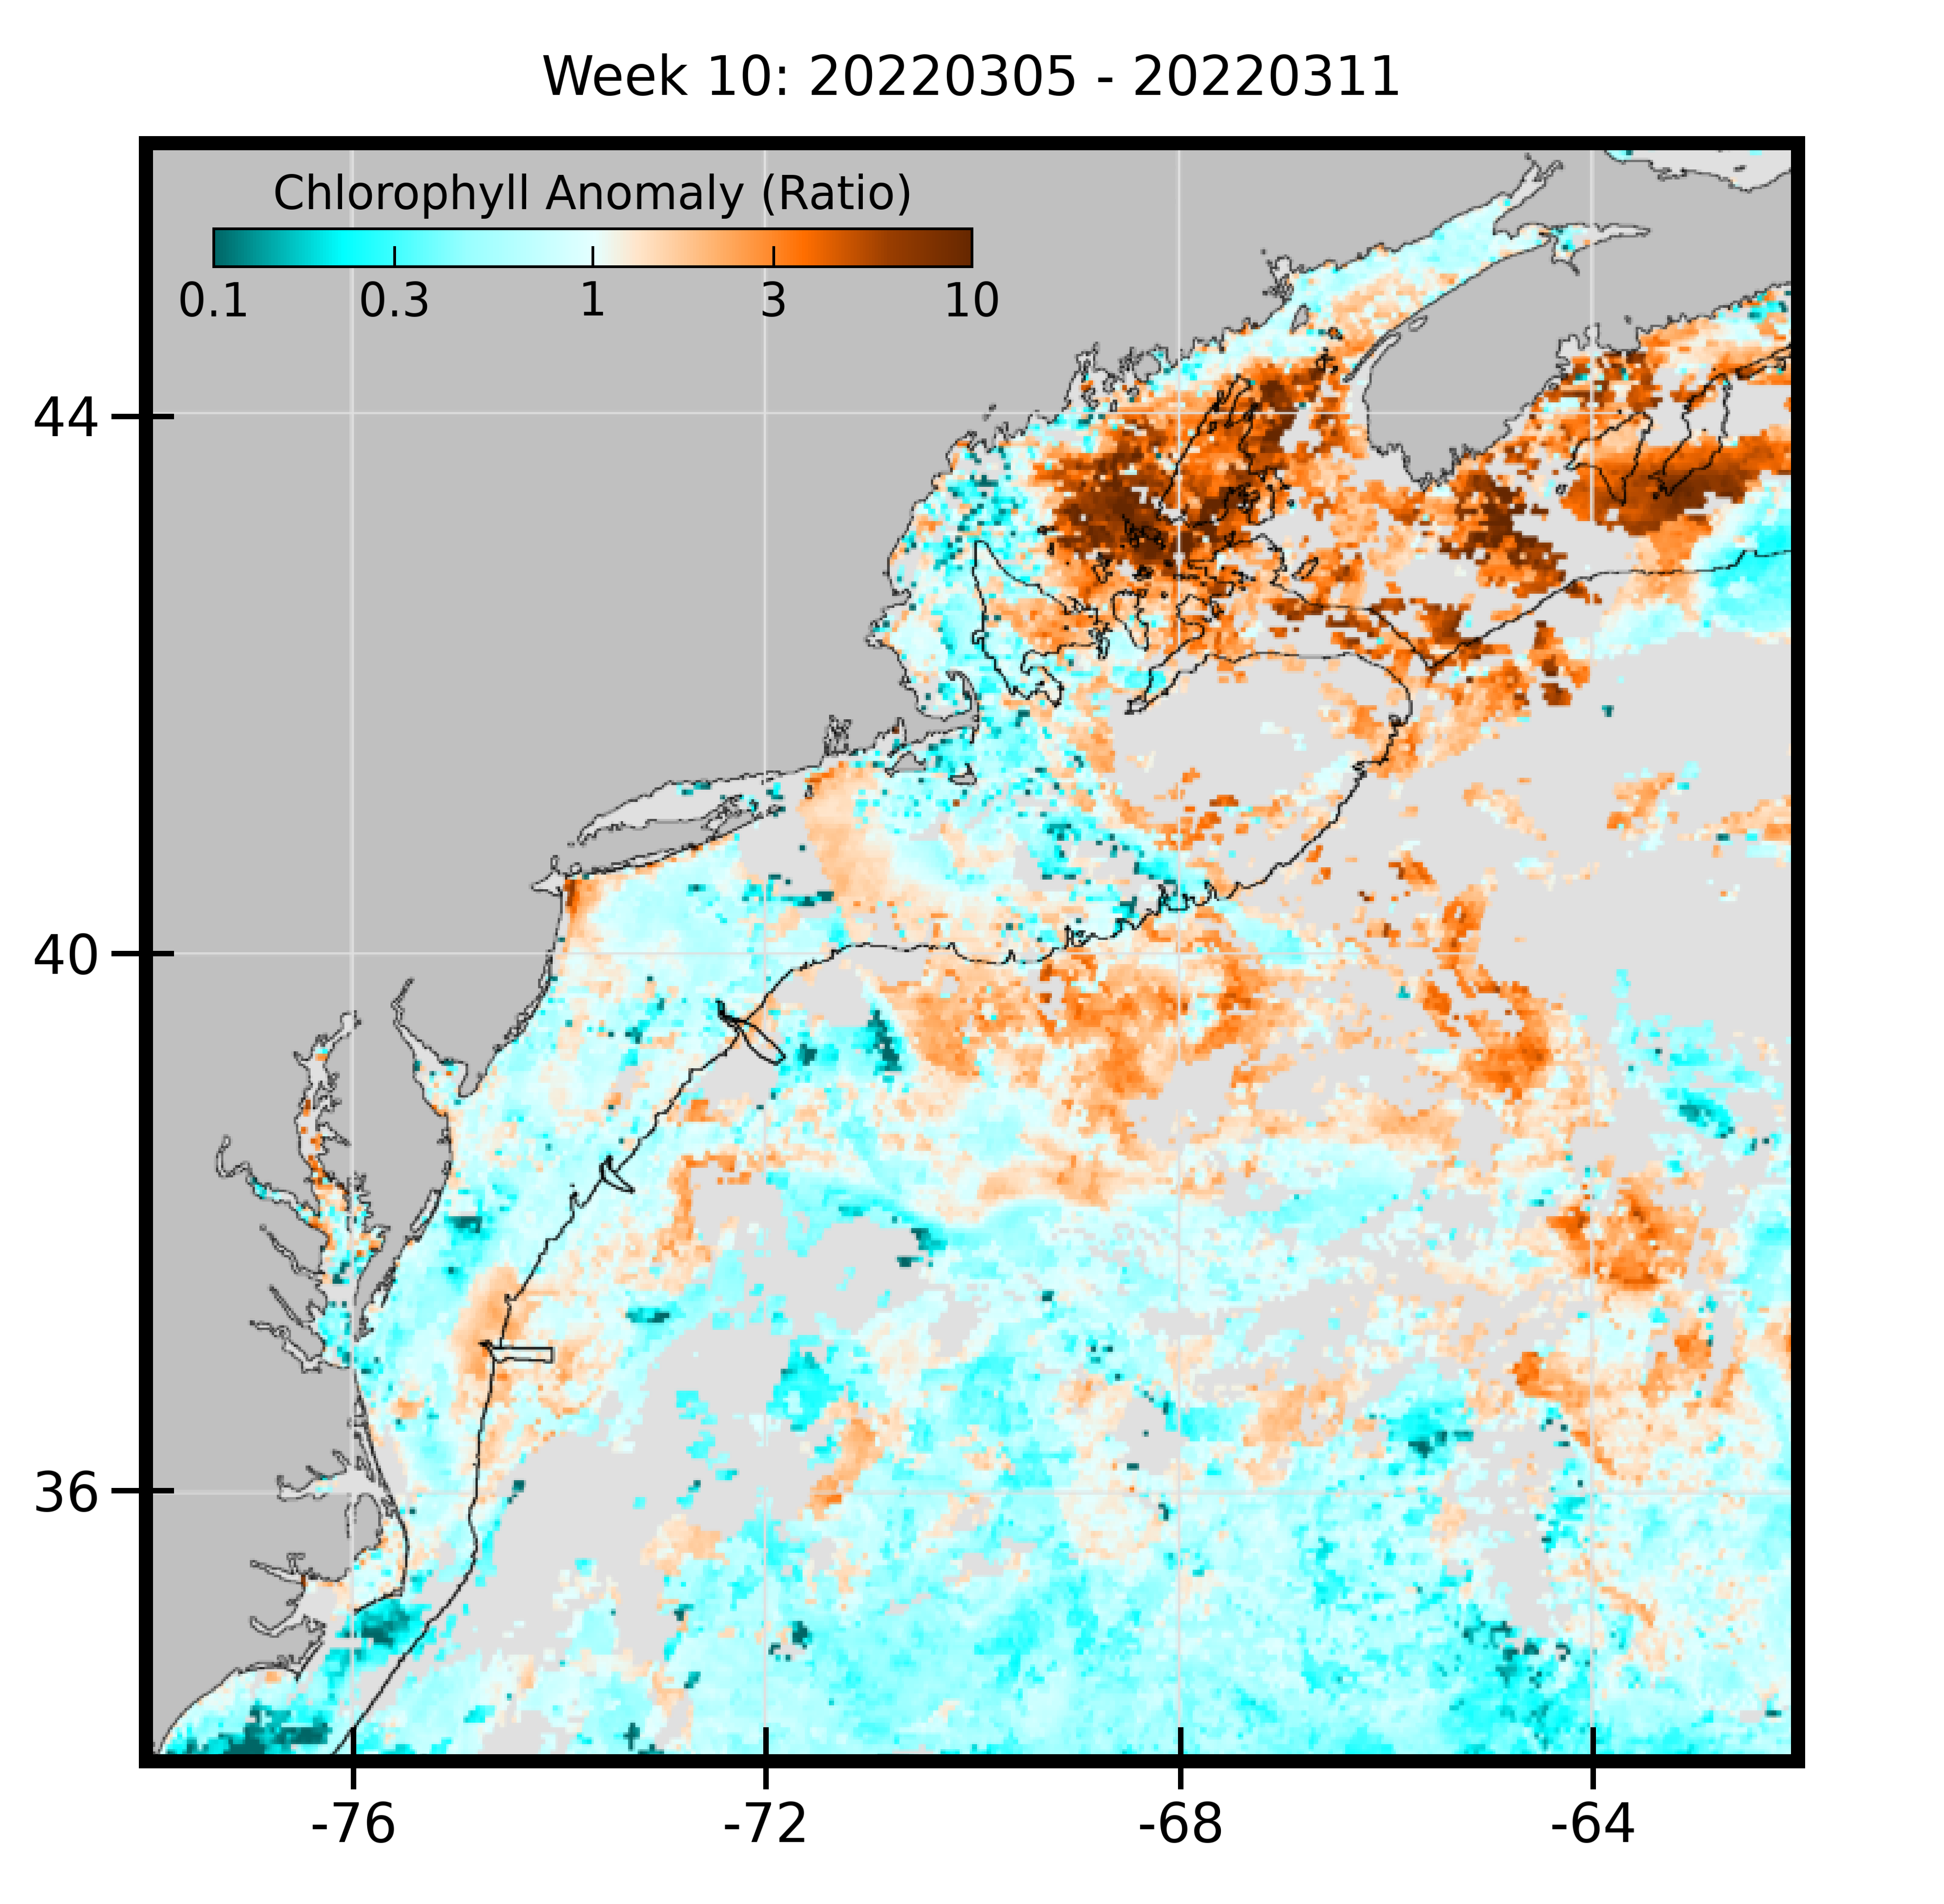 Week 10: 20220305 - 20220311
Chlorophyll Anomaly (Ratio)
0.1 0.3 1 3 10
44
40
36
-76 -72 -68 -64